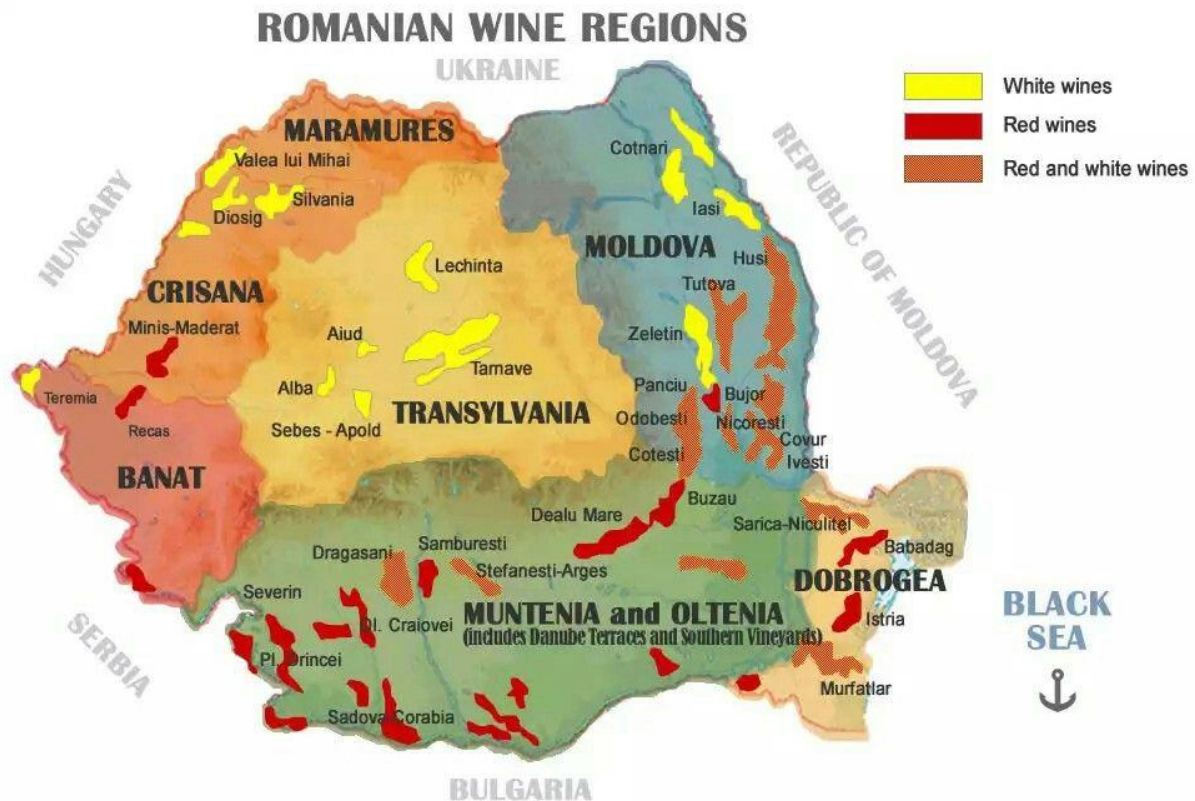 ROMANIAN WINE REGIONS
UKRAINE
White wines
Red wines
Red and white wines
HUNGARY
REPUBLIC OF MOLDOVA
MARAMURES
Valea lui Mihai
Silvania
Diosig
Cotnari
Iasi
MOLDOVA
Husi
Tutova
Lechinta
CRISANA
Minis-Maderat
Aiud
Zeletin
Tarnave
Alba
Panciu
Bujor
Teremia
TRANSYLVANIA
Odobesti
Nicoresti
Recas
Sebes - Apold
Covur
Cotesti
Ivesti
BANAT
Buzau
Dealu Mare
Sarica-Niculitel
Dragasani
Samburesti
Babadag
Stefanesti-Arges
DOBROGEA
Severin
MUNTENIA and OLTENIA
(includes Danube Terraces and Southern Vineyards)
Istria
BLACK
SEA
Dl. Craiovei
SERBIA
Pl. Drincei
Murfatlar
Sadova Corabia
BULGARIA